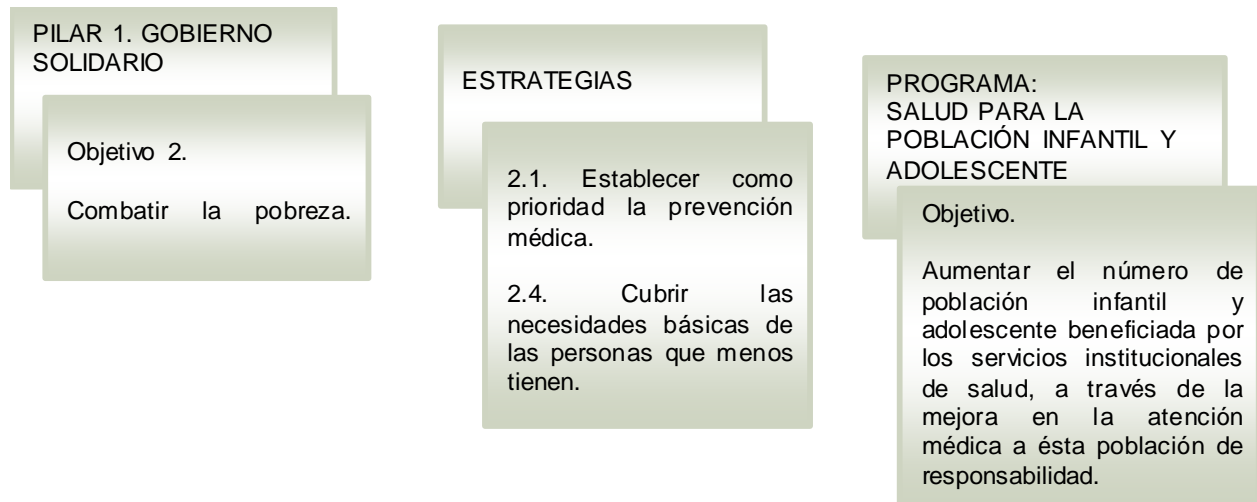 PILAR 1. GOBIERNO
SOLIDARIO
Objetivo 2.
Combatir la pobreza.
ESTRATEGIAS
2.1. Establecer como
prioridad la prevención
médica.
2.4. Cubrir las
necesidades básicas de
las personas que menos
tienen.
PROGRAMA:
SALUD PARA LA
POBLACIÓN INFANTIL Y
ADOLESCENTE
Objetivo.
Aumentar el número de
población infantil y
adolescente beneficiada por
los servicios institucionales
de salud, a través de la
mejora en la atención
médica a ésta población de
responsabilidad.